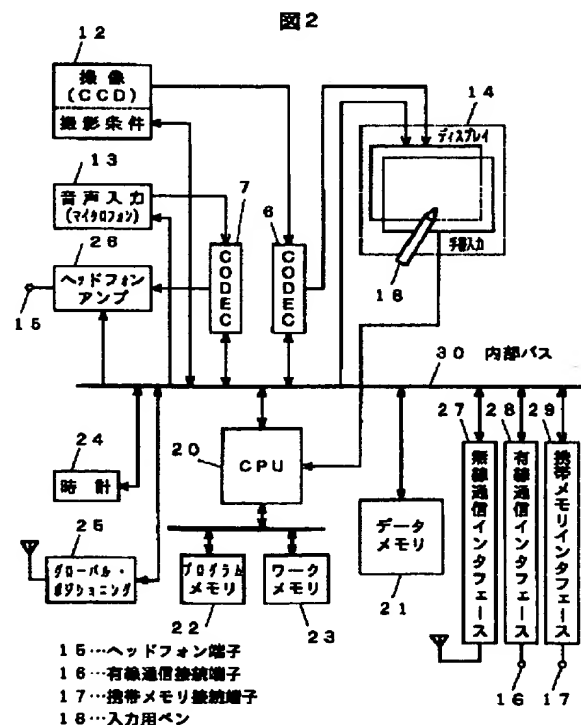 図2
12
撮像
(CCD)
撮影条件
13
音声入力
(マイクロフォン)
26
ヘッドフォン
アンプ
15
7
CODEC
6
CODEC
14
ディスプレイ
手書入力
18
30 内部バス
24
時計
25
グローバル・
ポジショニング
20
CPU
プログラム
メモリ
22
ワーク
メモリ
23
データ
メモリ
21
27
無線通信インタフェース
28
有線通信インタフェース
29
携帯メモリインタフェース
16
17
15…ヘッドフォン端子
16…有線通信接続端子
17…携帯メモリ接続端子
18…入力用ペン